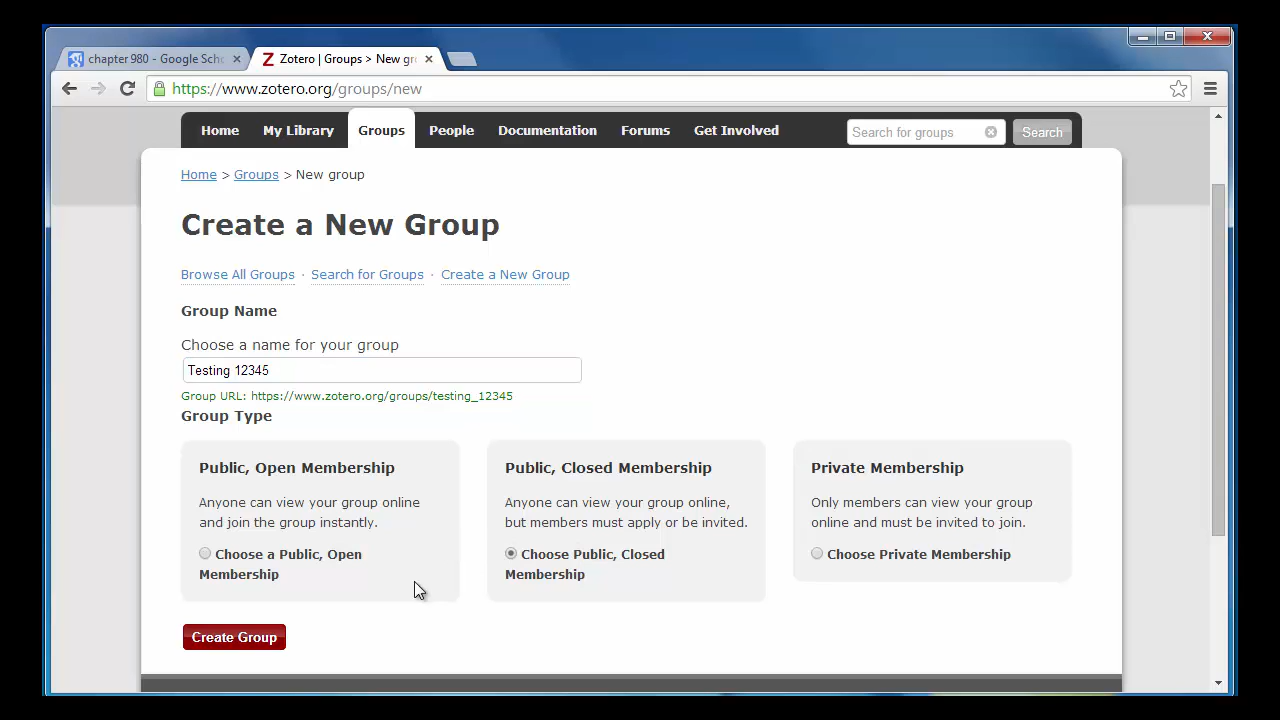 chapter 980 - Google Scho
Zotero | Groups > New gr
https://www.zotero.org/groups/new
Home My Library Groups People Documentation Forums Get Involved Search for groups Search
Home > Groups > New group
Create a New Group
Browse All Groups · Search for Groups · Create a New Group
Group Name
Choose a name for your group
Testing 12345
Group URL: https://www.zotero.org/groups/testing_12345
Group Type
Public, Open Membership
Anyone can view your group online
and join the group instantly.
Choose a Public, Open
Membership
Public, Closed Membership
Anyone can view your group online,
but members must apply or be invited.
Choose Public, Closed
Membership
Private Membership
Only members can view your group
online and must be invited to join.
Choose Private Membership
Create Group